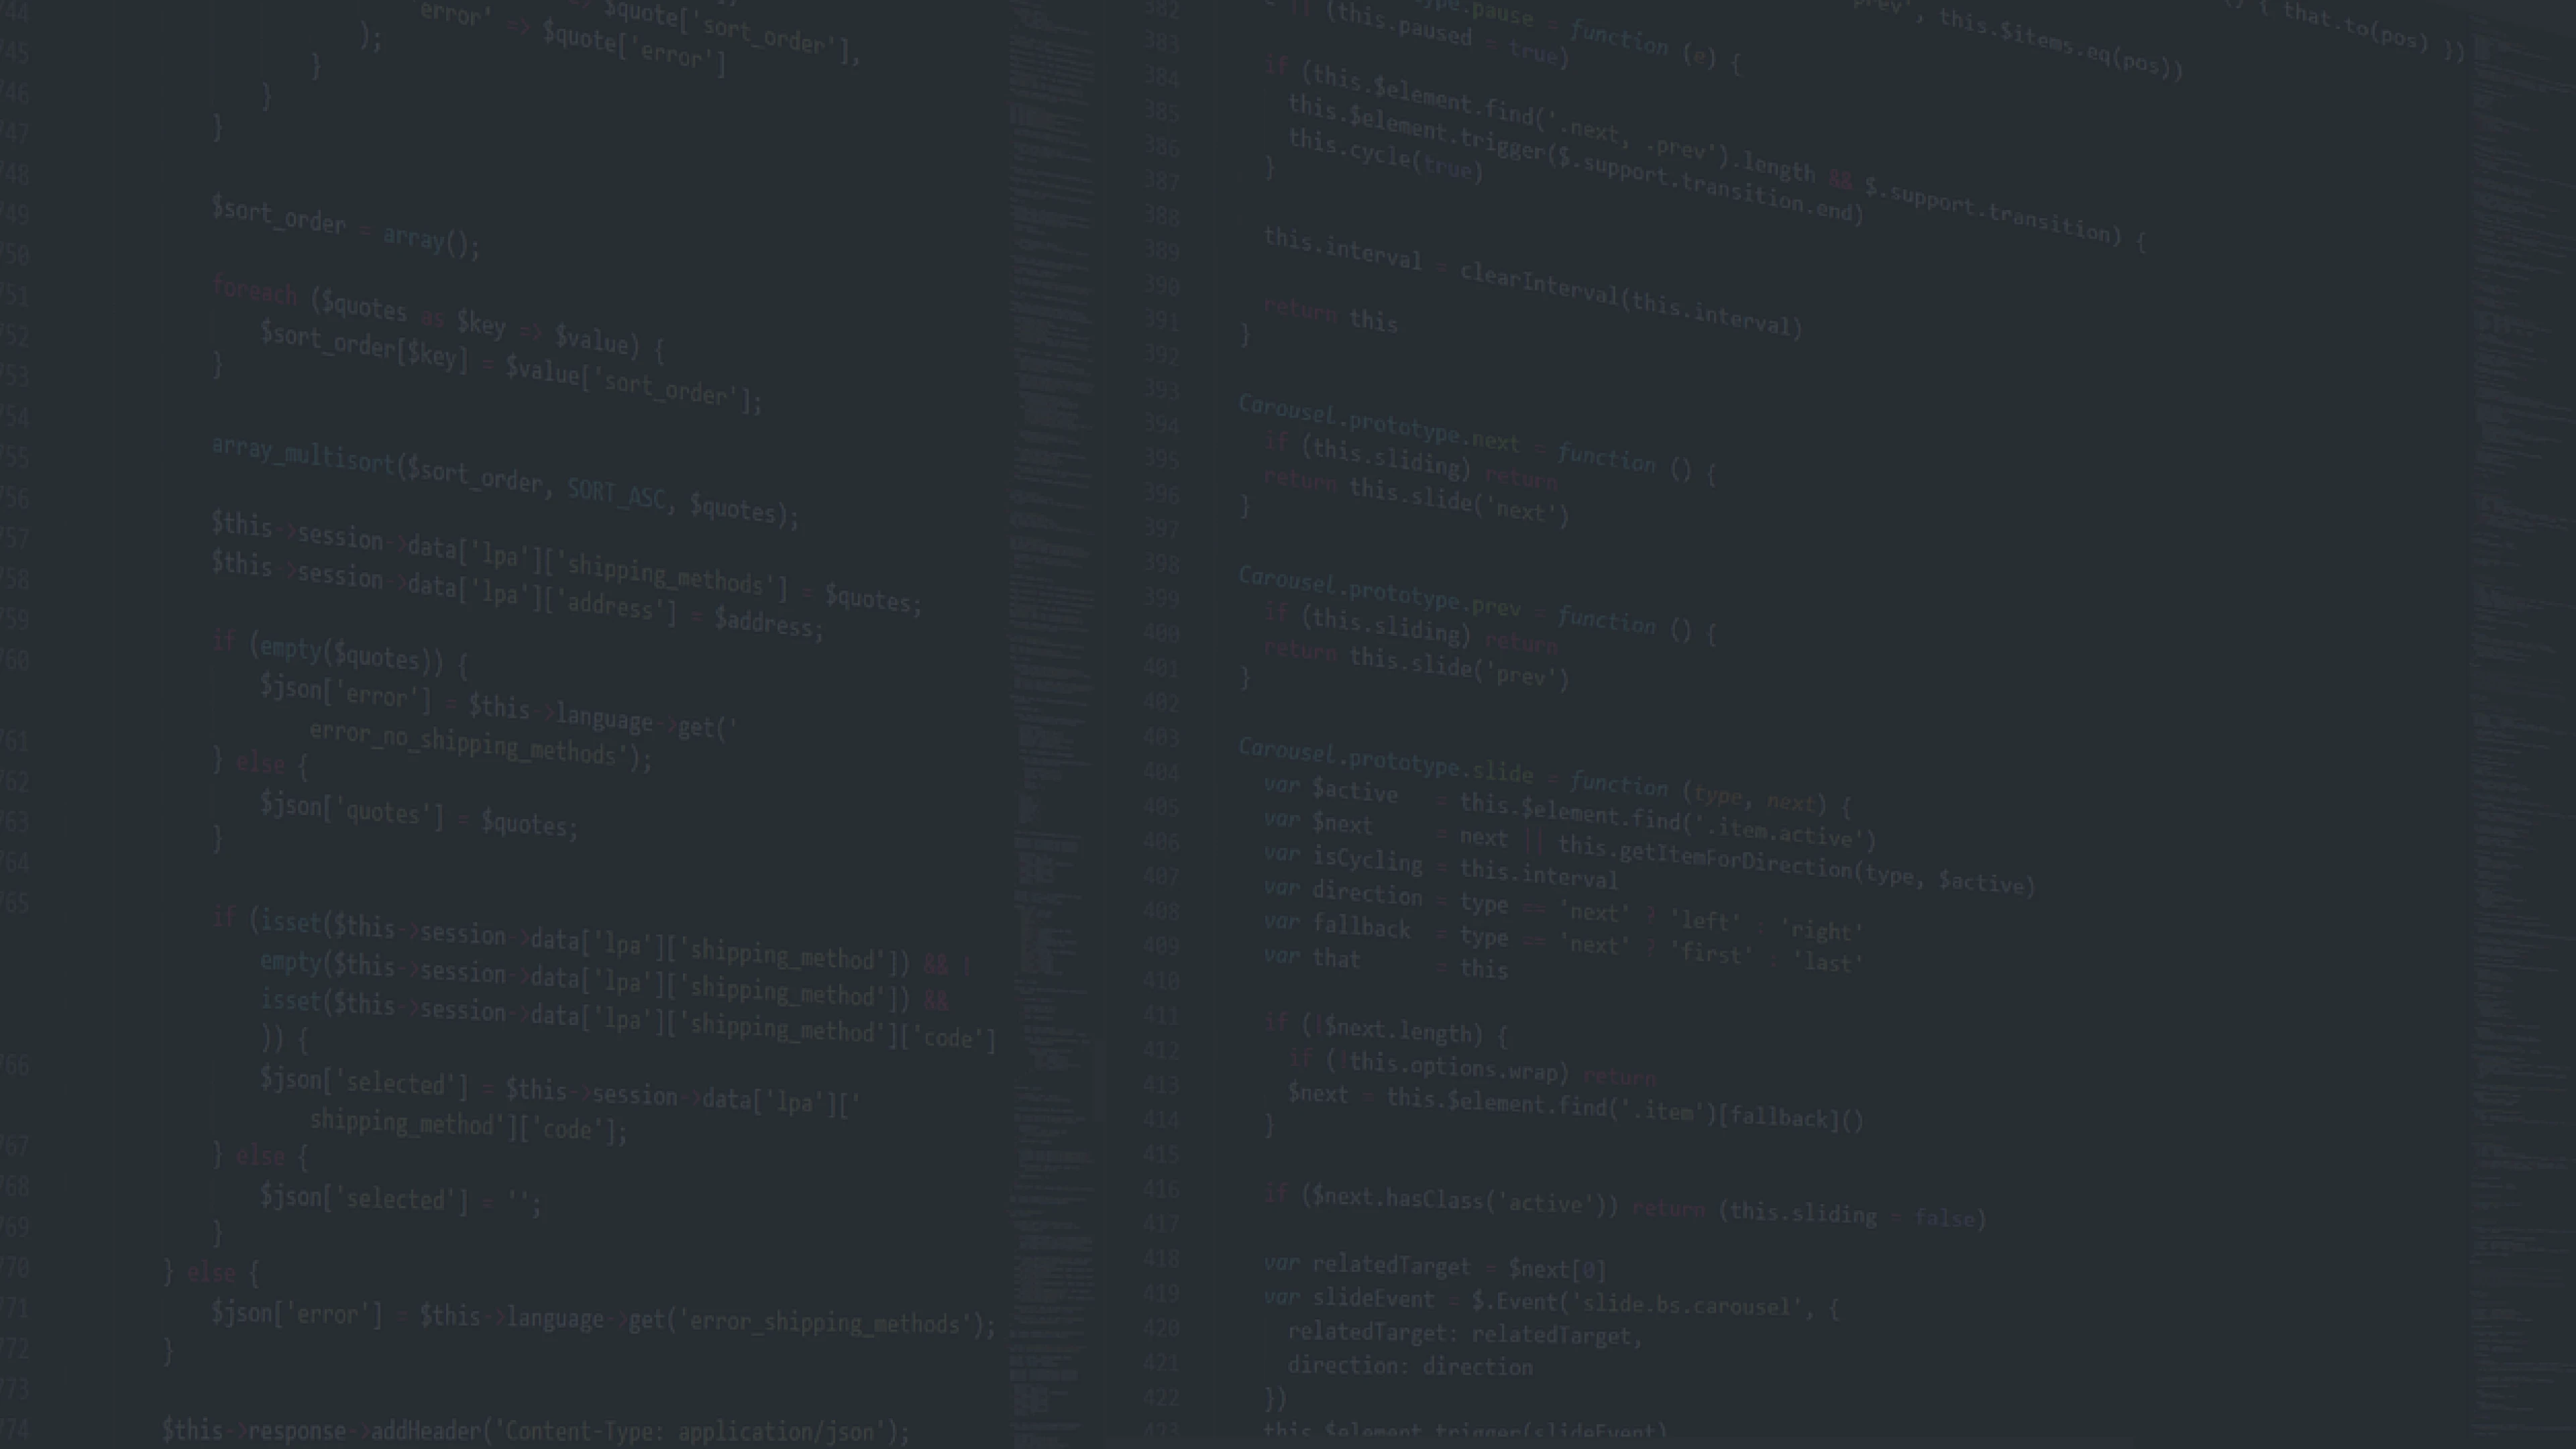 744
$quote['sort_order'],
745
'error' => $quote['error']
);
746
}
747
}
}
748
749
$sort_order = array();
750
751
foreach ($quotes as $key => $value) {
752
$sort_order[$key] = $value['sort_order'];
753
}
754
755
array_multisort($sort_order, SORT_ASC, $quotes);
756
757
$this->session->data['lpa']['shipping_methods'] = $quotes;
758
$this->session->data['lpa']['address'] = $address;
759
760
if (empty($quotes)) {
$json['error'] = $this->language->get('
error_no_shipping_methods');
761
} else {
762
$json['quotes'] = $quotes;
763
}
764
765
if (isset($this->session->data['lpa']['shipping_method']) && !
empty($this->session->data['lpa']['shipping_method']) &&
isset($this->session->data['lpa']['shipping_method']['code']
)) {
766
$json['selected'] = $this->session->data['lpa']['
shipping_method']['code'];
767
} else {
768
$json['selected'] = '';
769
}
770
} else {
771
$json['error'] = $this->language->get('error_shipping_methods');
772
}
773
774
$this->response->addHeader('Content-Type: application/json');
prev', this.$items.eq(pos))
{ that.to(pos) })
382
type.pause = function (e) {
383
|| (this.paused = true)
384
385
if (this.$element.find('.next, .prev').length && $.support.transition) {
386
this.$element.trigger($.support.transition.end)
387
this.cycle(true)
388
}
389
390
this.interval = clearInterval(this.interval)
391
392
return this
393
}
394
Carousel.prototype.next = function () {
395
if (this.sliding) return
396
return this.slide('next')
397
}
398
399
Carousel.prototype.prev = function () {
400
if (this.sliding) return
401
return this.slide('prev')
402
}
403
404
Carousel.prototype.slide = function (type, next) {
405
var $active = this.$element.find('.item.active')
406
var $next = next || this.getItemForDirection(type, $active)
407
var isCycling = this.interval
408
var direction = type == 'next' ? 'left' : 'right'
409
var fallback = type == 'next' ? 'first' : 'last'
410
var that = this
411
412
if (!$next.length) {
413
if (!this.options.wrap) return
414
$next = this.$element.find('.item')[fallback]()
415
}
416
417
if ($next.hasClass('active')) return (this.sliding = false)
418
419
var relatedTarget = $next[0]
420
var slideEvent = $.Event('slide.bs.carousel', {
421
relatedTarget: relatedTarget,
422
direction: direction
})
423
this.$element.trigger(slideEvent)